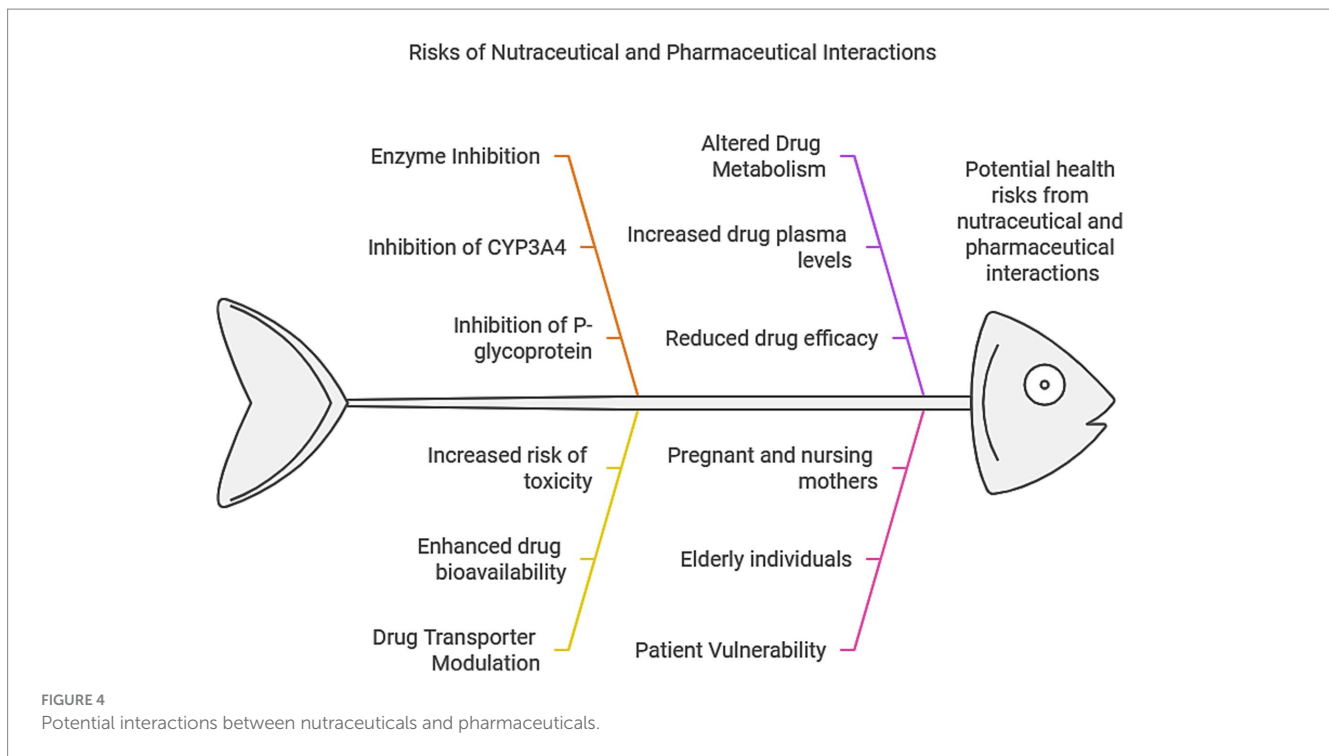 Risks of Nutraceutical and Pharmaceutical Interactions
Enzyme Inhibition
Inhibition of CYP3A4
Inhibition of P-
glycoprotein
Altered Drug
Metabolism
Increased drug plasma
levels
Reduced drug efficacy
Potential health
risks from
nutraceutical and
pharmaceutical
interactions
Increased risk of
toxicity
Enhanced drug
bioavailability
Drug Transporter
Modulation
Pregnant and nursing
mothers
Elderly individuals
Patient Vulnerability
FIGURE 4
Potential interactions between nutraceuticals and pharmaceuticals.